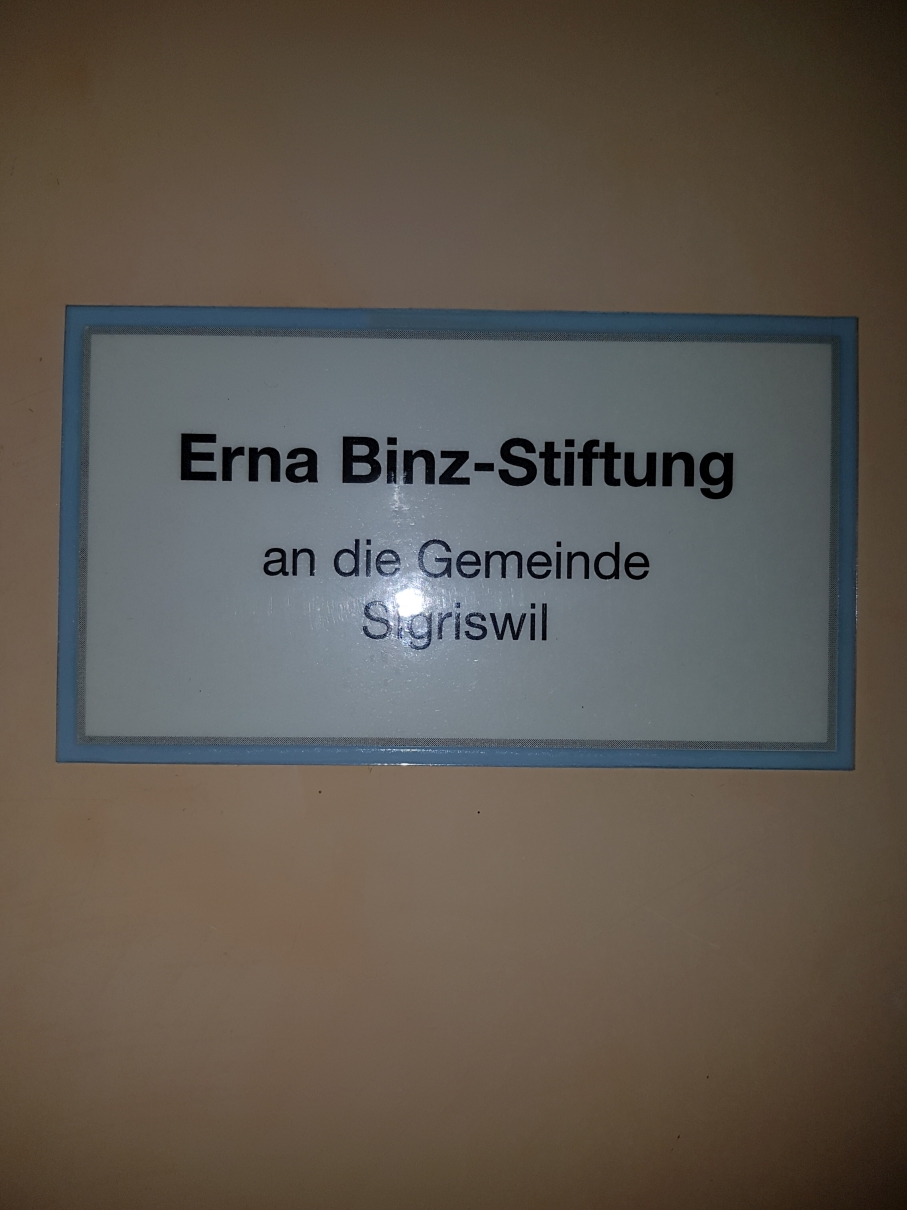 Erna Binz-Stiftung
an die Gemeinde
Sigriswil